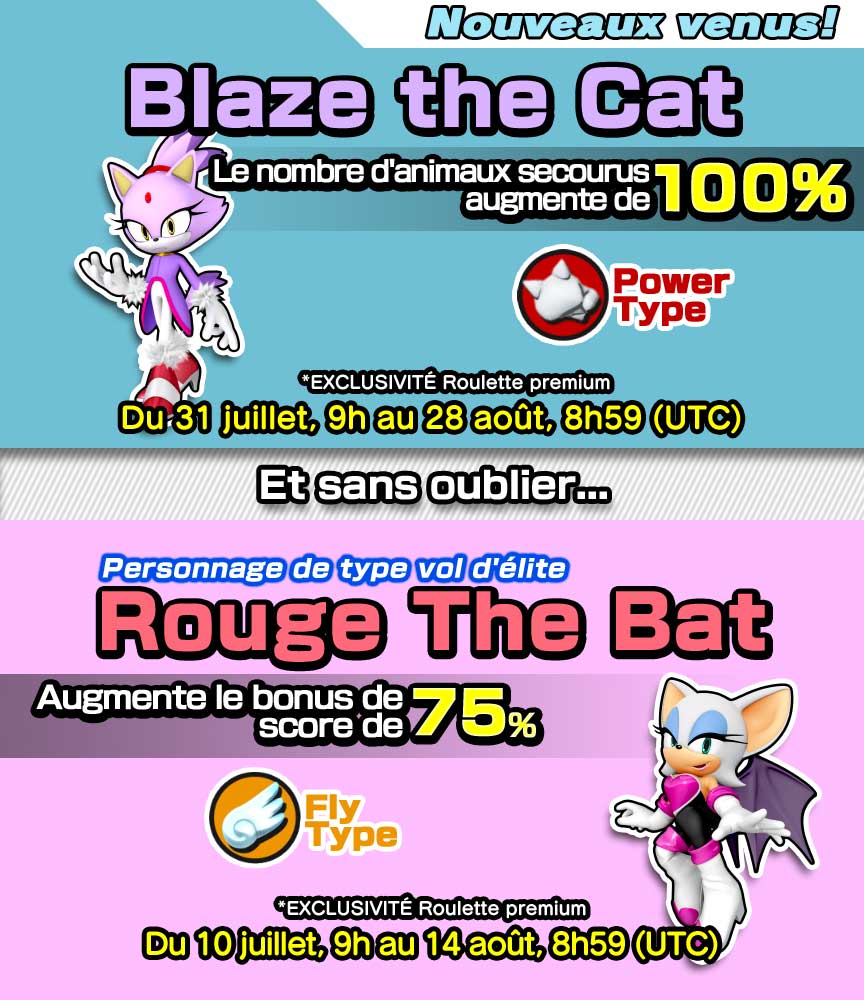 Nouveaux venus!
Blaze the Cat
Le nombre d'animaux secourus
augmente de 100%
Power
Type
*EXCLUSIVITÉ Roulette premium
Du 31 juillet, 9h au 28 août, 8h59 (UTC)
Et sans oublier...
Personnage de type vol d'élite
Rouge The Bat
Augmente le bonus de
score de 75%
Fly
Type
*EXCLUSIVITÉ Roulette premium
Du 10 juillet, 9h au 14 août, 8h59 (UTC)